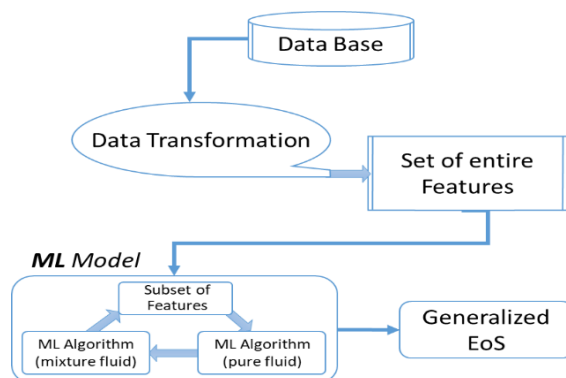 Data Base
Data Transformation
Set of entire
Features
ML Model
Subset of
Features
ML Algorithm
(mixture fluid)
ML Algorithm
(pure fluid)
Generalized
EoS